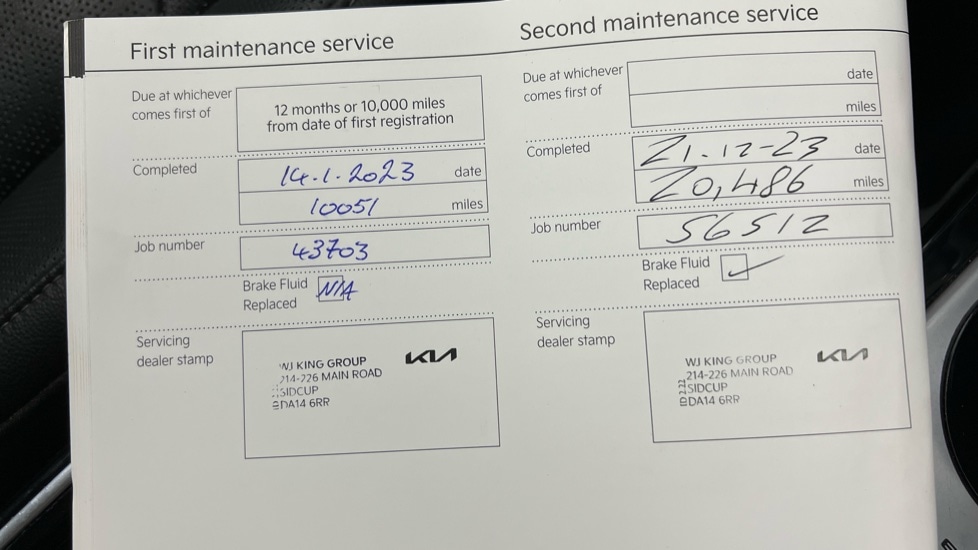 First maintenance service
Due at whichever
comes first of
12 months or 10,000 miles
from date of first registration
Completed
14.1.2023 date
10051 miles
Job number
43703
Brake Fluid
Replaced
N/A
Servicing
dealer stamp
WJ KING GROUP
214-226 MAIN ROAD
SIDCUP
DA14 6RR
KIA
Second maintenance service
Due at whichever
comes first of
date
miles
Completed
21.12-23 date
20,486 miles
Job number
56512
Brake Fluid
Replaced
Servicing
dealer stamp
WJ KING GROUP
214-226 MAIN ROAD
SIDCUP
DA14 6RR
KIA